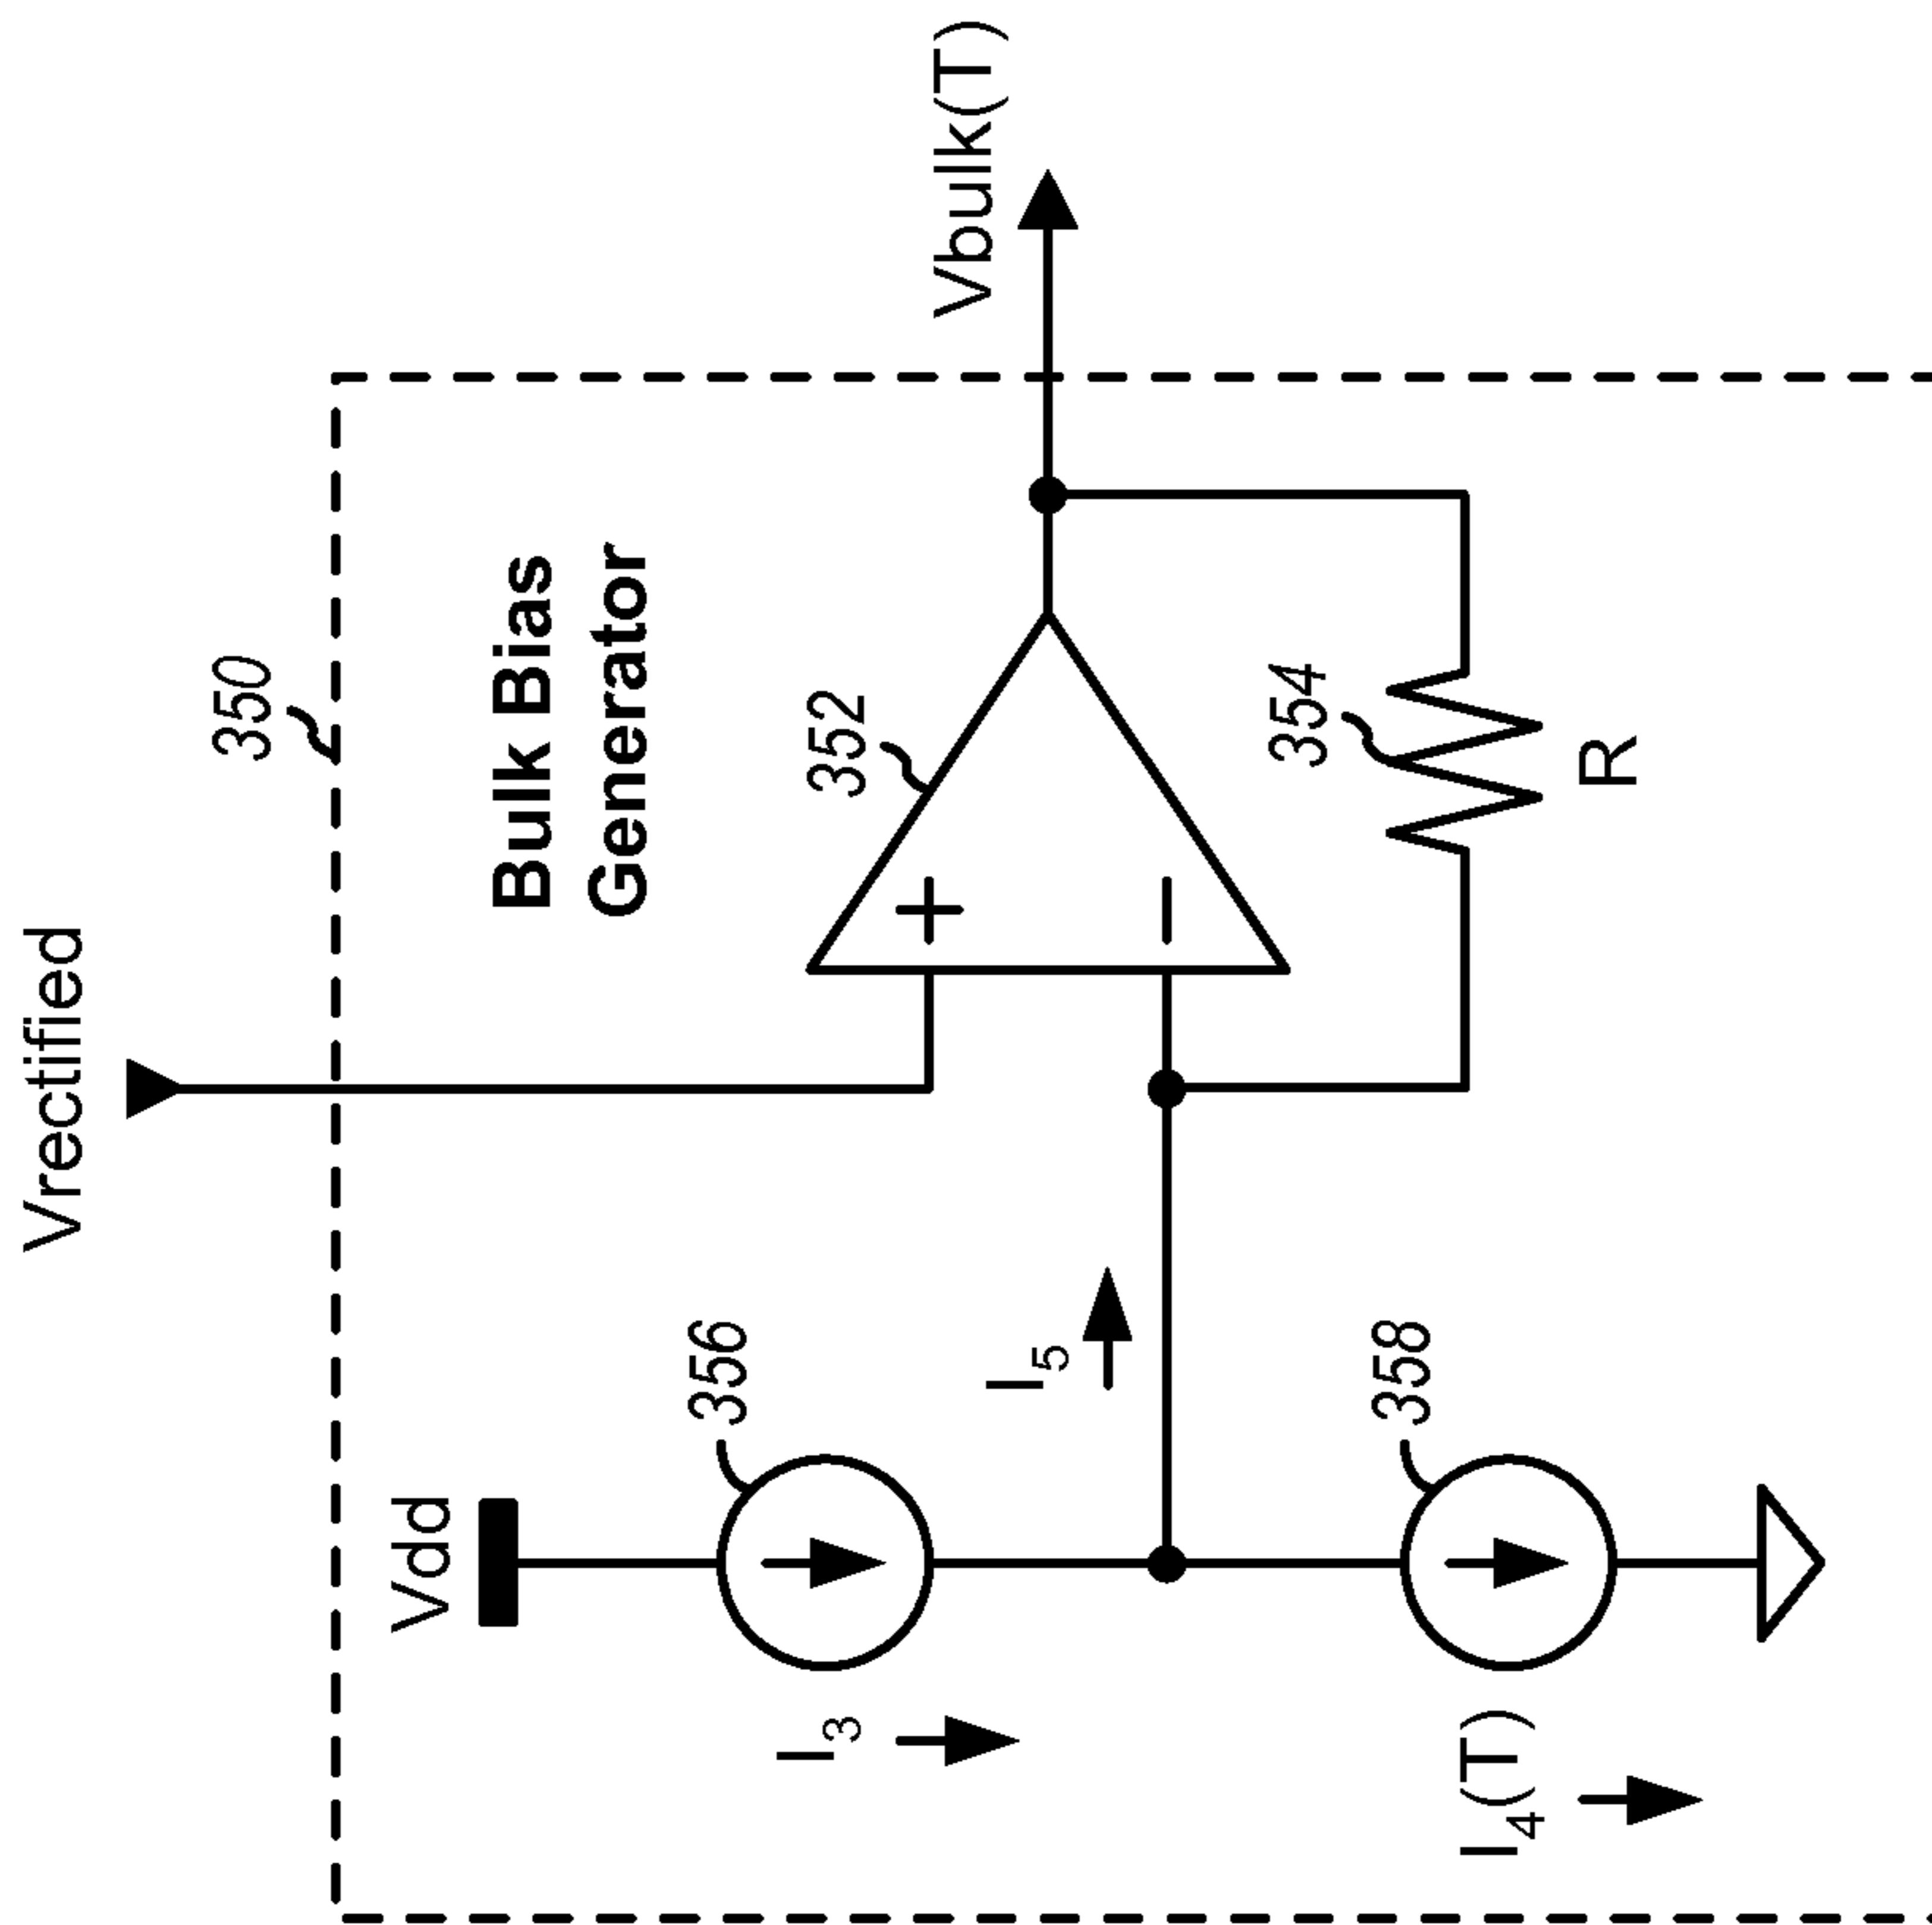 Vrectified
350
Vdd
Bulk Bias
Generator
356
I3
352
+
−
Vbulk(T)
I5
354
R
358
I4(T)